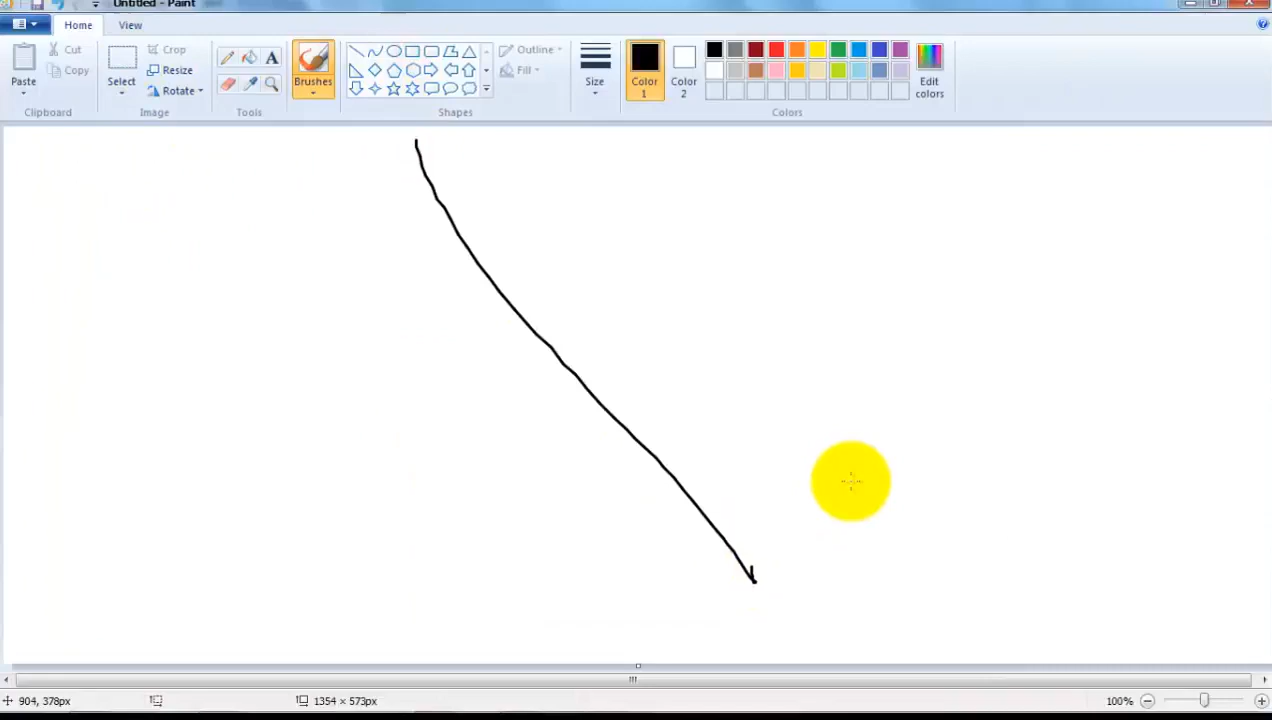 Untitled - Paint
Home View
Paste
Cut
Copy
Clipboard
Select
Crop
Resize
Rotate
Image
A
Tools
Brushes
Shapes
Outline
Fill
Size
Color
1
Color
2
Edit
colors
Colors
904, 378px
1354 × 573px
100%